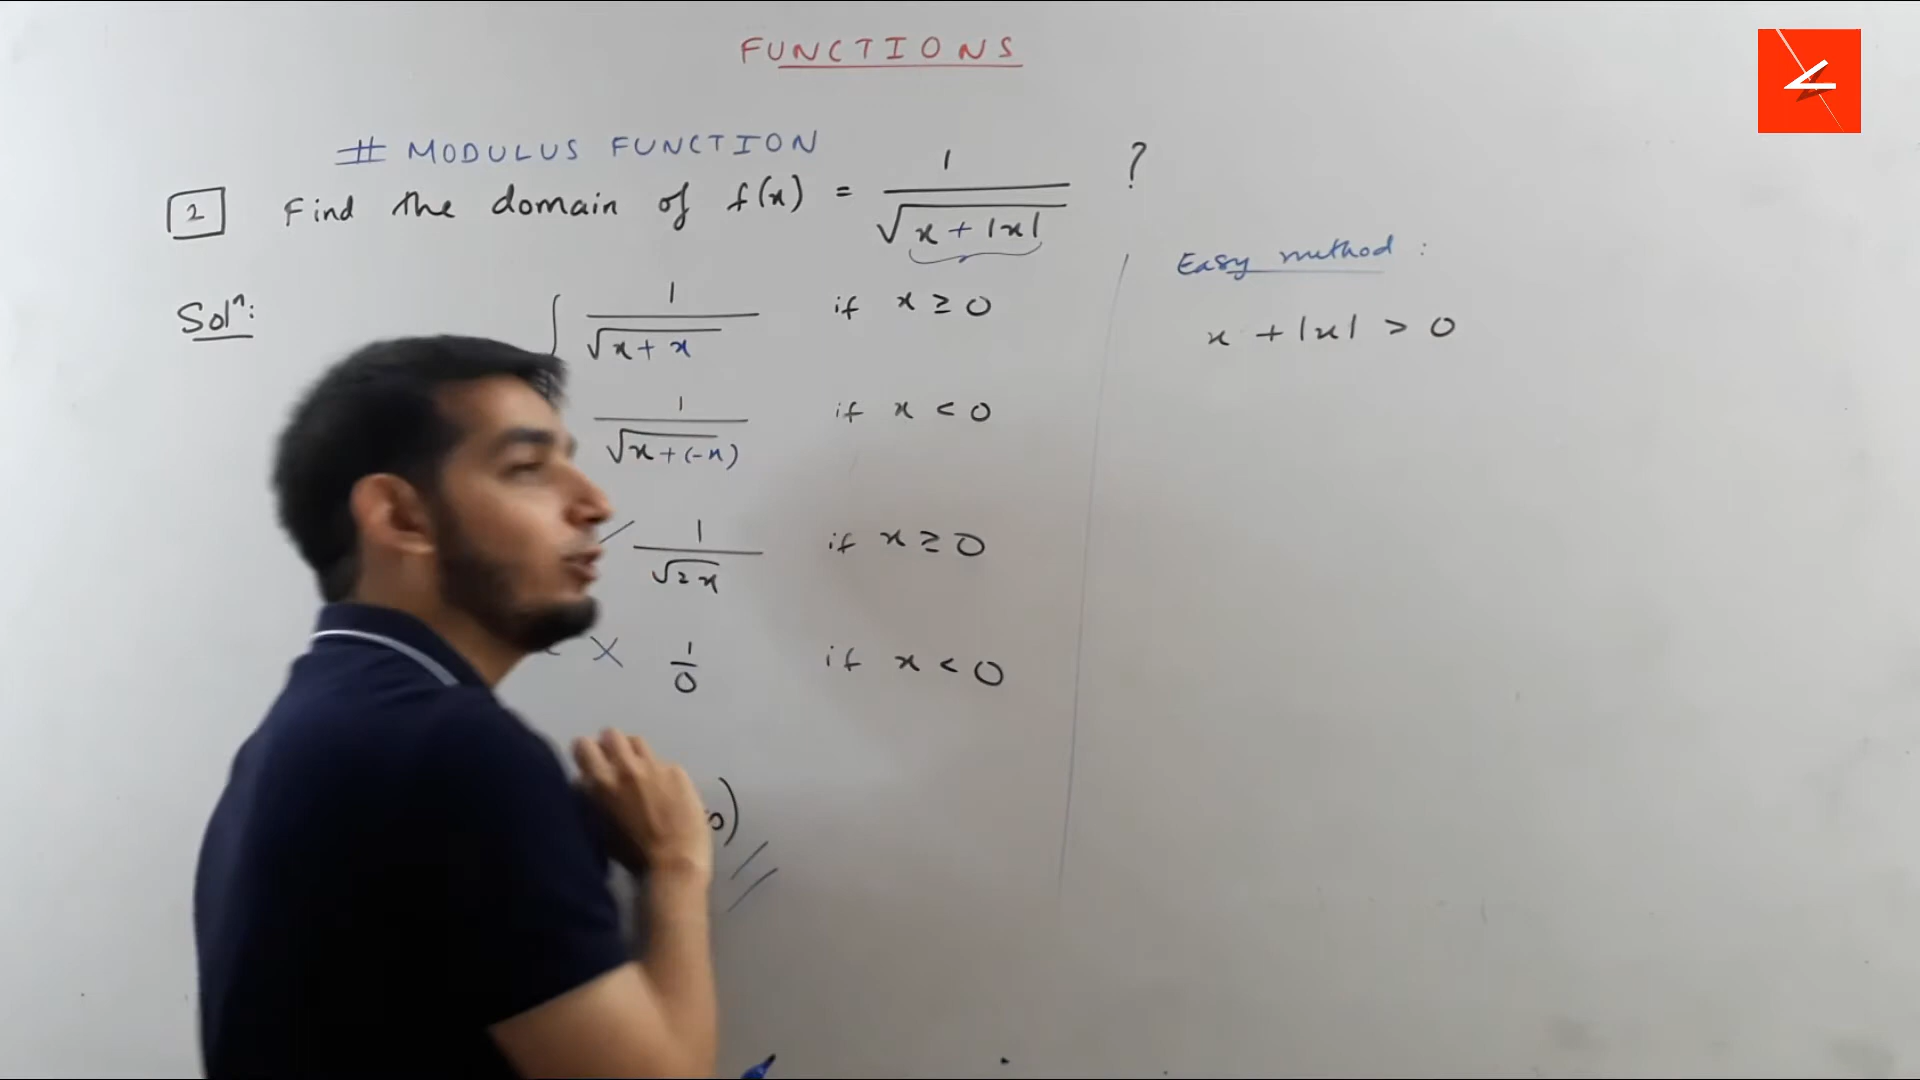 FUNCTIONS
# MODULUS FUNCTION
2 Find the domain of f(x) = 1/√(x + |x|) ?
Solⁿ:
1/√(x + x) if x ≥ 0
1/√(x + (-x)) if x < 0
1/√(2x) if x ≥ 0
× 1/0 if x < 0
)
Easy method :
x + |x| > 0